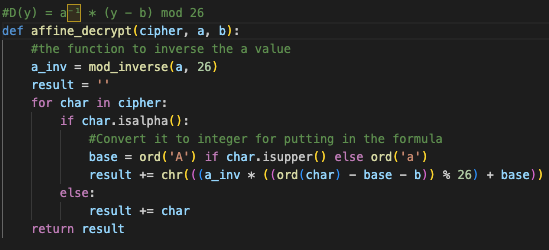 #D(y) = a⁻¹ * (y - b) mod 26
def affine_decrypt(cipher, a, b):
    #the function to inverse the a value
    a_inv = mod_inverse(a, 26)
    result = ''
    for char in cipher:
        if char.isalpha():
            #Convert it to integer for putting in the formula
            base = ord('A') if char.isupper() else ord('a')
            result += chr(((a_inv * ((ord(char) - base - b)) % 26) + base))
        else:
            result += char
    return result